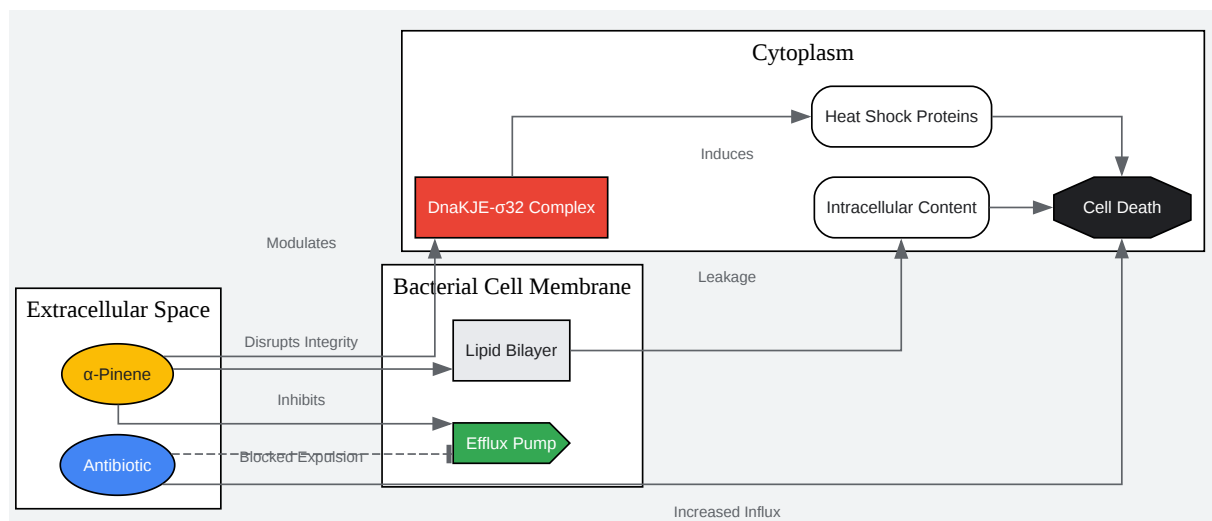 Cytoplasm
Heat Shock Proteins
Induces
DnaKJE-σ32 Complex
Intracellular Content
Cell Death
Modulates
Leakage
Bacterial Cell Membrane
Extracellular Space
Disrupts Integrity
Lipid Bilayer
α-Pinene
Inhibits
Efflux Pump
Blocked Expulsion
Antibiotic
Increased Influx